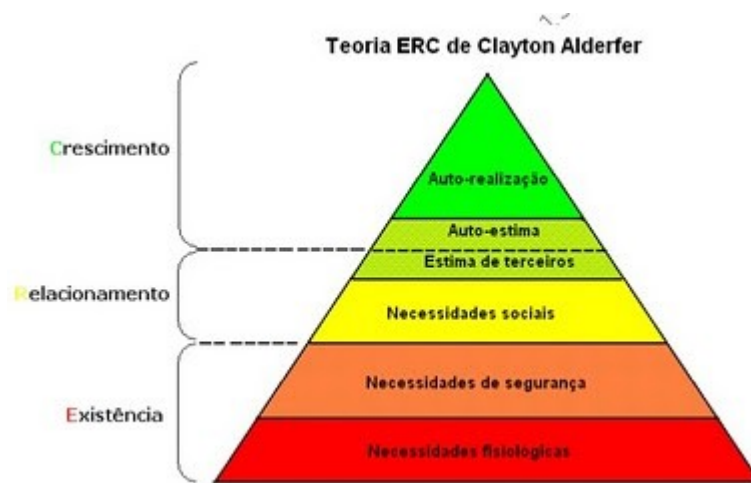 Teoria ERC de Clayton Alderfer
Crescimento
Auto-realização
Auto-estima
Estima de terceiros
Relacionamento
Necessidades sociais
Necessidades de segurança
Existência
Necessidades fisiológicas